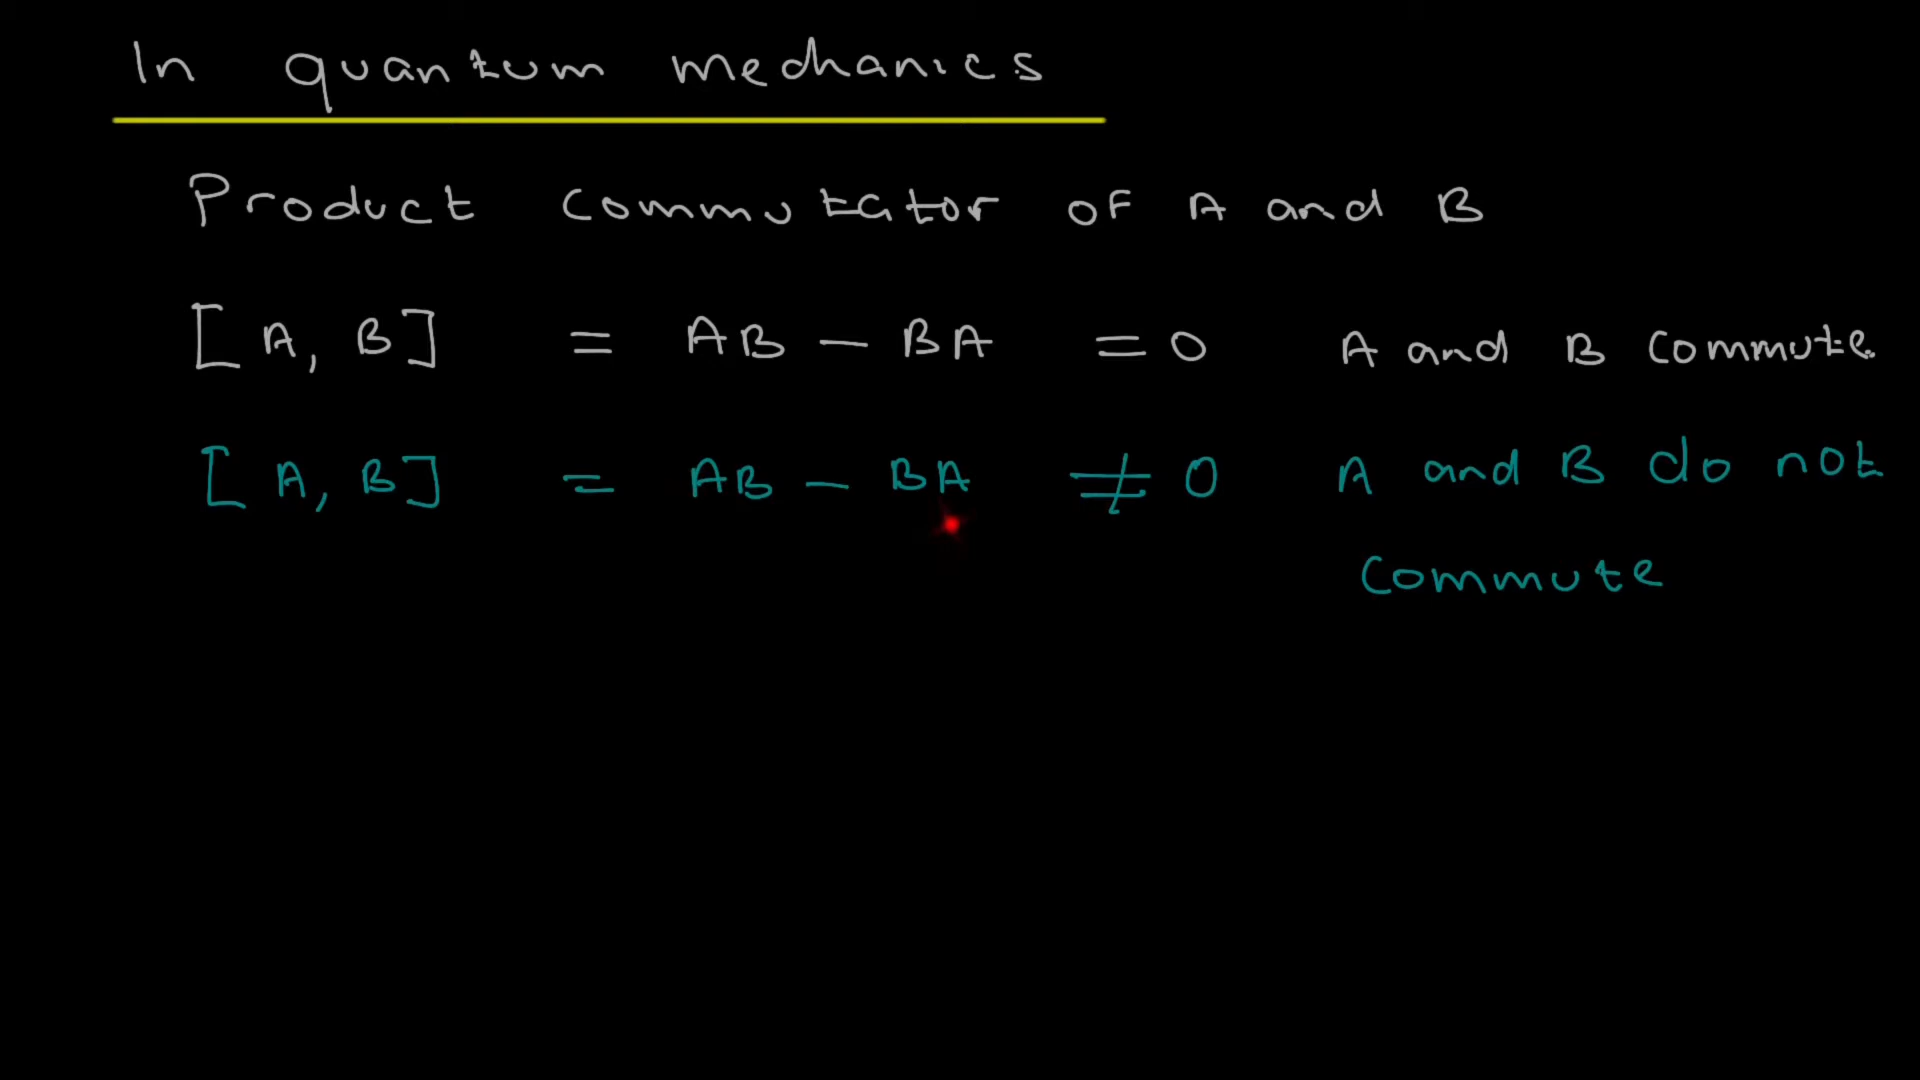 In quantum mechanics
Product commutator of A and B
[A, B] = AB - BA = 0 A and B commute.
[A, B] = AB - BA ≠ 0 A and B do not
commute